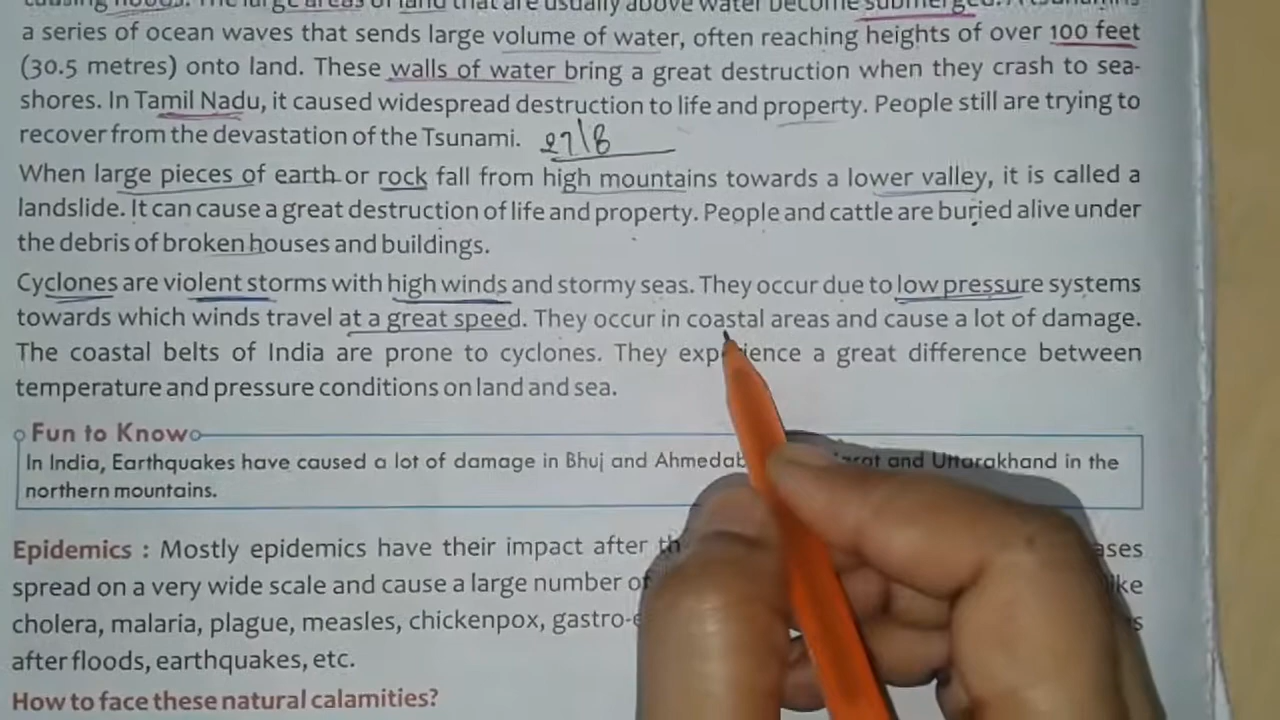 a series of ocean waves that sends large volume of water, often reaching heights of over 100 feet
(30.5 metres) onto land. These walls of water bring a great destruction when they crash to sea-
shores. In Tamil Nadu, it caused widespread destruction to life and property. People still are trying to
recover from the devastation of the Tsunami. 27/8
When large pieces of earth or rock fall from high mountains towards a lower valley, it is called a
landslide. It can cause a great destruction of life and property. People and cattle are buried alive under
the debris of broken houses and buildings.
Cyclones are violent storms with high winds and stormy seas. They occur due to low pressure systems
towards which winds travel at a great speed. They occur in coastal areas and cause a lot of damage.
The coastal belts of India are prone to cyclones. They experience a great difference between
temperature and pressure conditions on land and sea.
Fun to Know
In India, Earthquakes have caused a lot of damage in Bhuj and and Uttarakhand in the
northern mountains.
Epidemics : Mostly epidemics have their impact after
spread on a very wide scale and cause a large number of
cholera, malaria, plague, measles, chickenpox,
after floods, earthquakes, etc.
How to face these natural calamities?